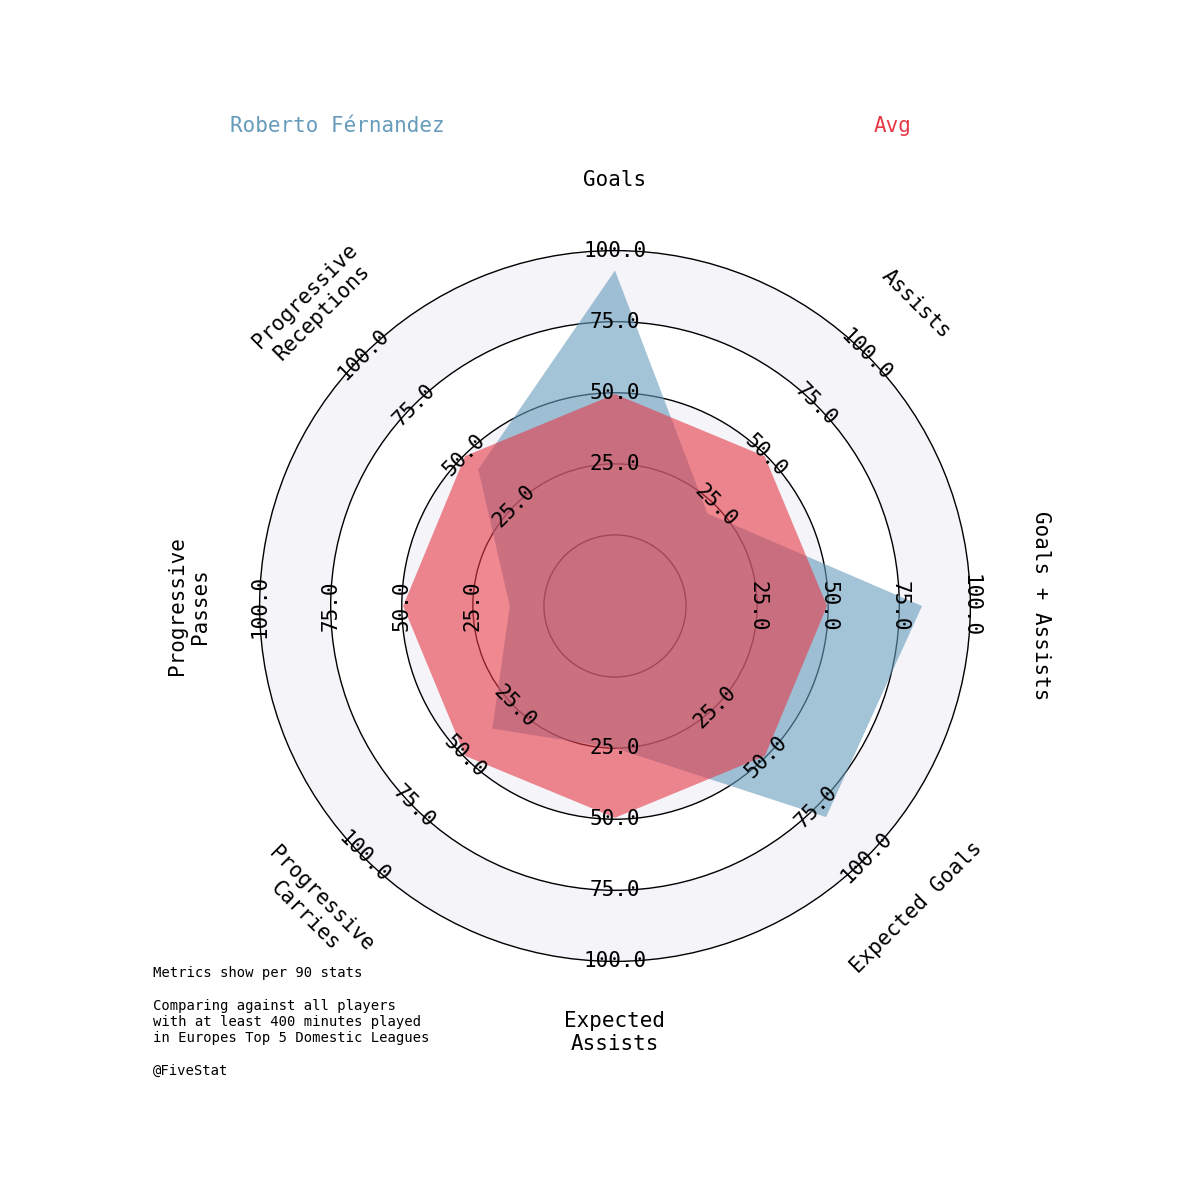 Roberto Férnandez
Avg
Goals
Assists
Goals + Assists
Expected Goals
Expected
Assists
Progressive
Carries
Progressive
Passes
Progressive
Receptions
25.0
50.0
75.0
100.0
25.0
50.0
75.0
100.0
25.0
50.0
75.0
100.0
25.0
50.0
75.0
100.0
25.0
50.0
75.0
100.0
25.0
50.0
75.0
100.0
25.0
50.0
75.0
100.0
25.0
50.0
75.0
100.0
Metrics show per 90 stats
Comparing against all players
with at least 400 minutes played
in Europes Top 5 Domestic Leagues
@FiveStat